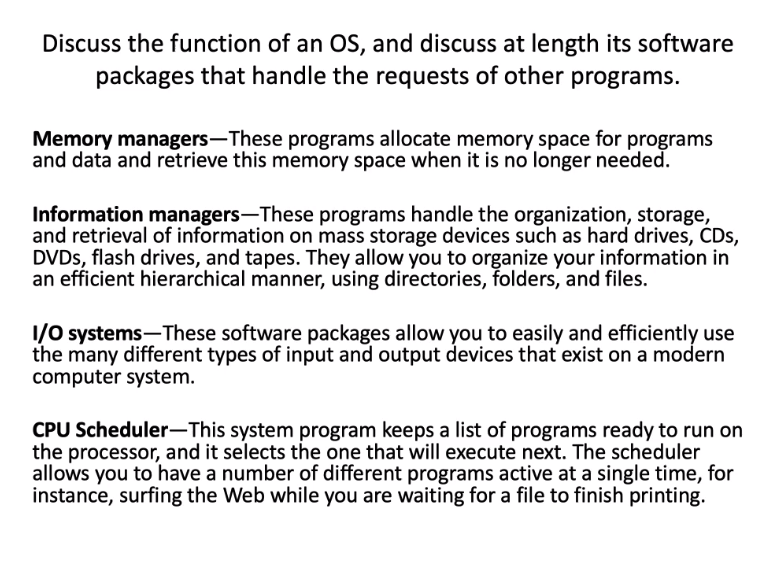 Discuss the function of an OS, and discuss at length its software
packages that handle the requests of other programs.
Memory managers—These programs allocate memory space for programs
and data and retrieve this memory space when it is no longer needed.
Information managers—These programs handle the organization, storage,
and retrieval of information on mass storage devices such as hard drives, CDs,
DVDs, flash drives, and tapes. They allow you to organize your information in
an efficient hierarchical manner, using directories, folders, and files.
I/O systems—These software packages allow you to easily and efficiently use
the many different types of input and output devices that exist on a modern
computer system.
CPU Scheduler—This system program keeps a list of programs ready to run on
the processor, and it selects the one that will execute next. The scheduler
allows you to have a number of different programs active at a single time, for
instance, surfing the Web while you are waiting for a file to finish printing.